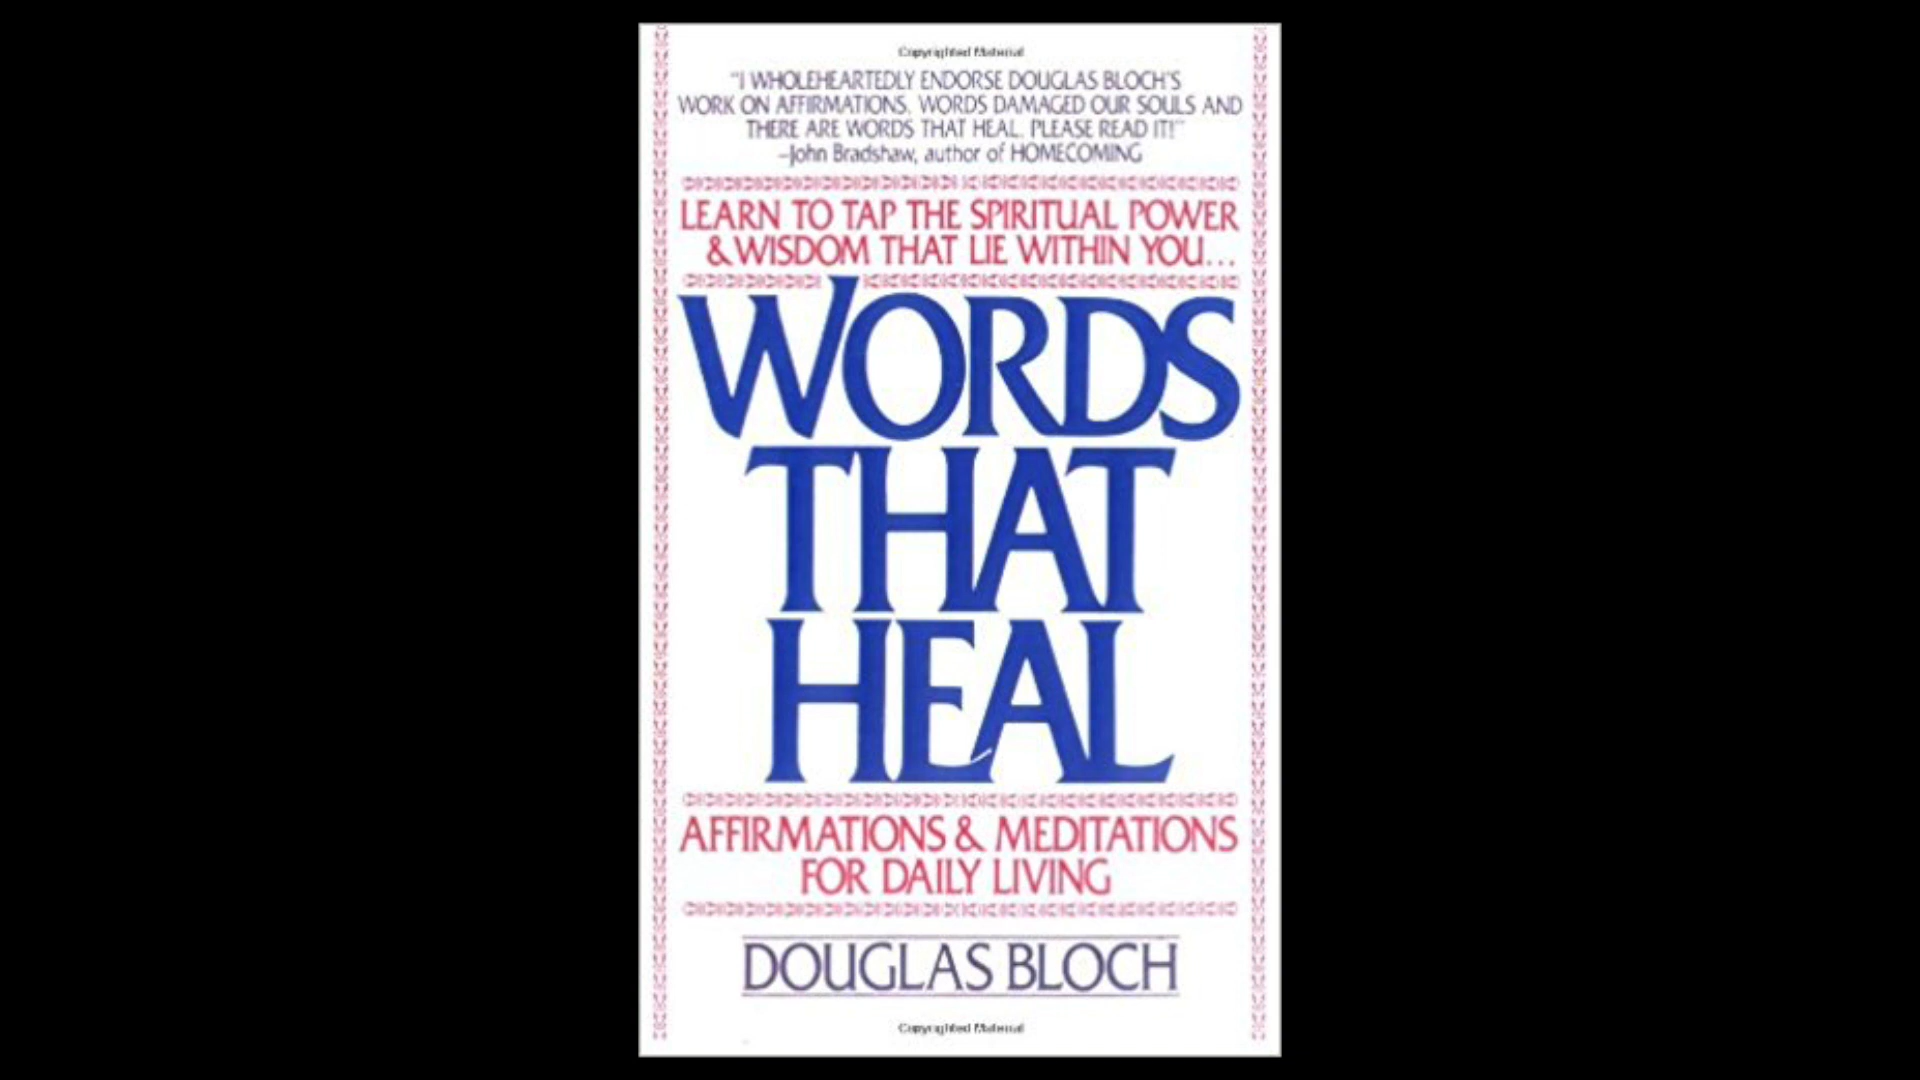 Copyrighted Material
"I WHOLEHEARTEDLY ENDORSE DOUGLAS BLOCH'S
WORK ON AFFIRMATIONS. WORDS DAMAGED OUR SOULS AND
THERE ARE WORDS THAT HEAL. PLEASE READ IT!"
–John Bradshaw, author of HOMECOMING
LEARN TO TAP THE SPIRITUAL POWER
& WISDOM THAT LIE WITHIN YOU...
WORDS
THAT
HEAL
AFFIRMATIONS & MEDITATIONS
FOR DAILY LIVING
DOUGLAS BLOCH
Copyrighted Material